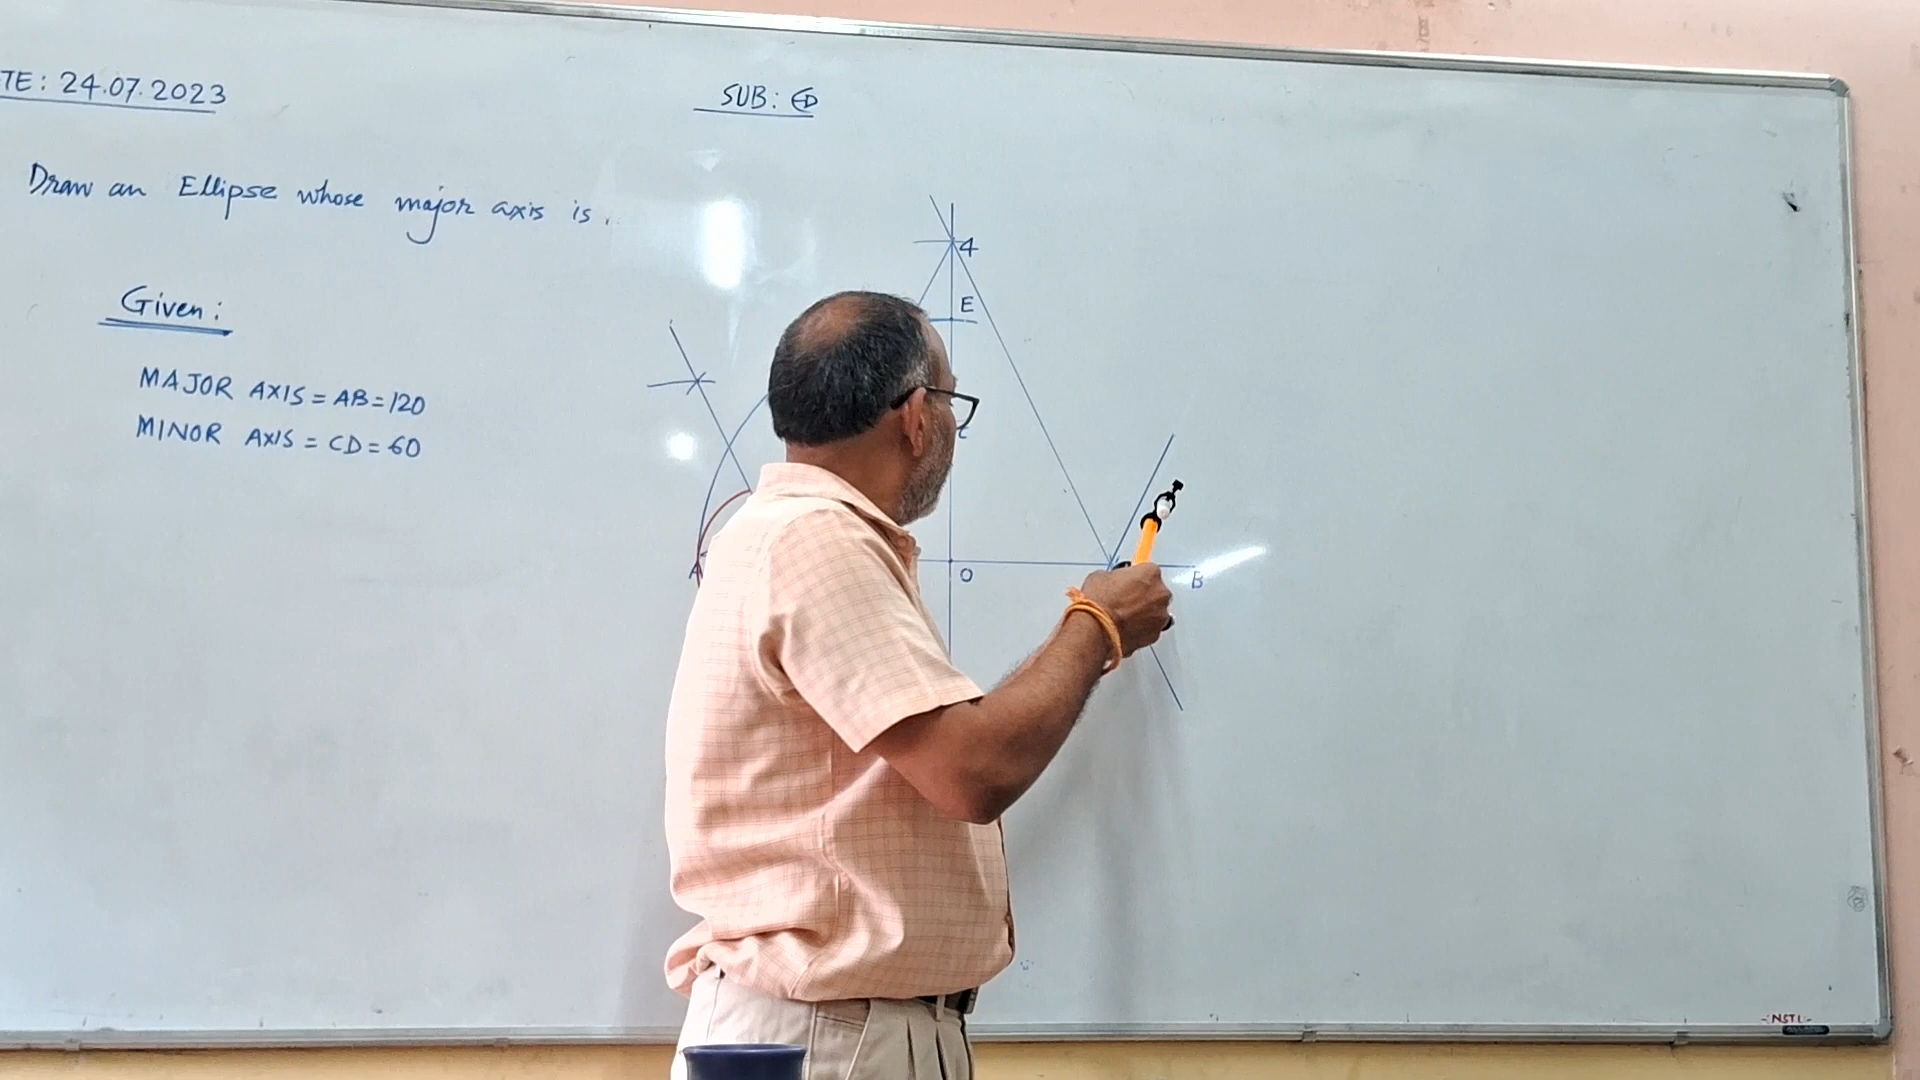 TE: 24.07.2023
SUB: ED
Draw an Ellipse whose major axis is.
Given:
MAJOR AXIS = AB = 120
MINOR AXIS = CD = 60
4
E
C
A
O
B
-:NSTI:-